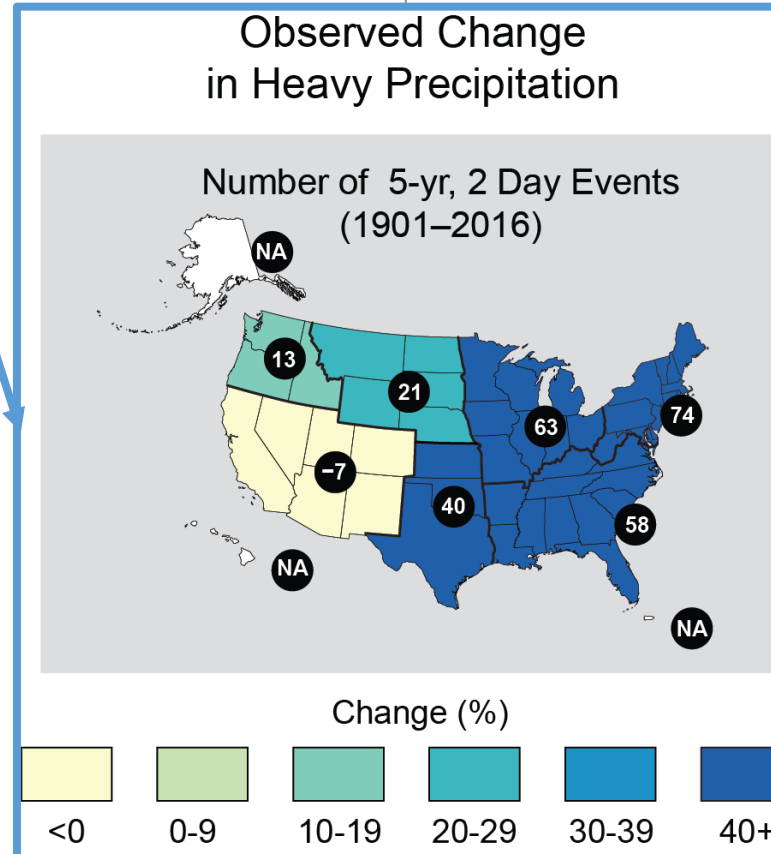 Observed Change
in Heavy Precipitation
Number of 5-yr, 2 Day Events
(1901–2016)
NA
13
21
63
74
−7
40
58
NA
NA
Change (%)
<0
0-9
10-19
20-29
30-39
40+